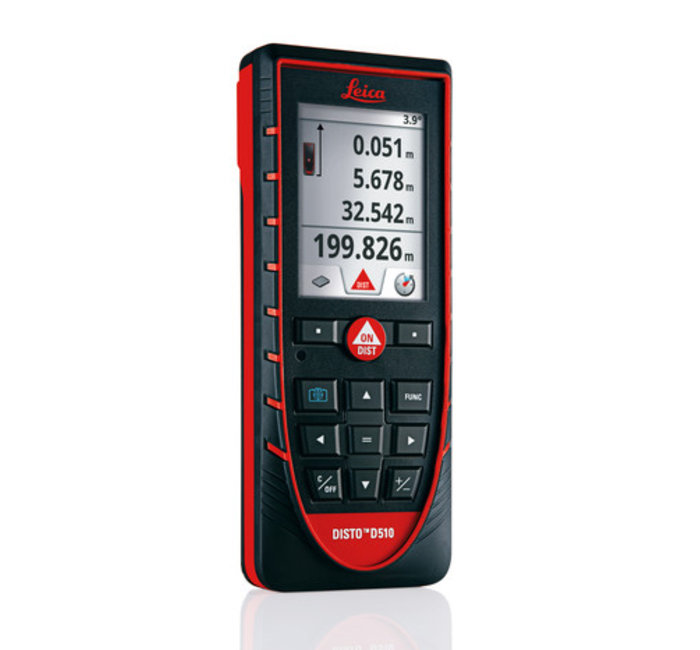 Leica
3.9°
0.051 m
5.678 m
32.542 m
199.826 m
DIST
ON
DIST
FUNC
=
C/OFF
+/−
DISTO™ D510